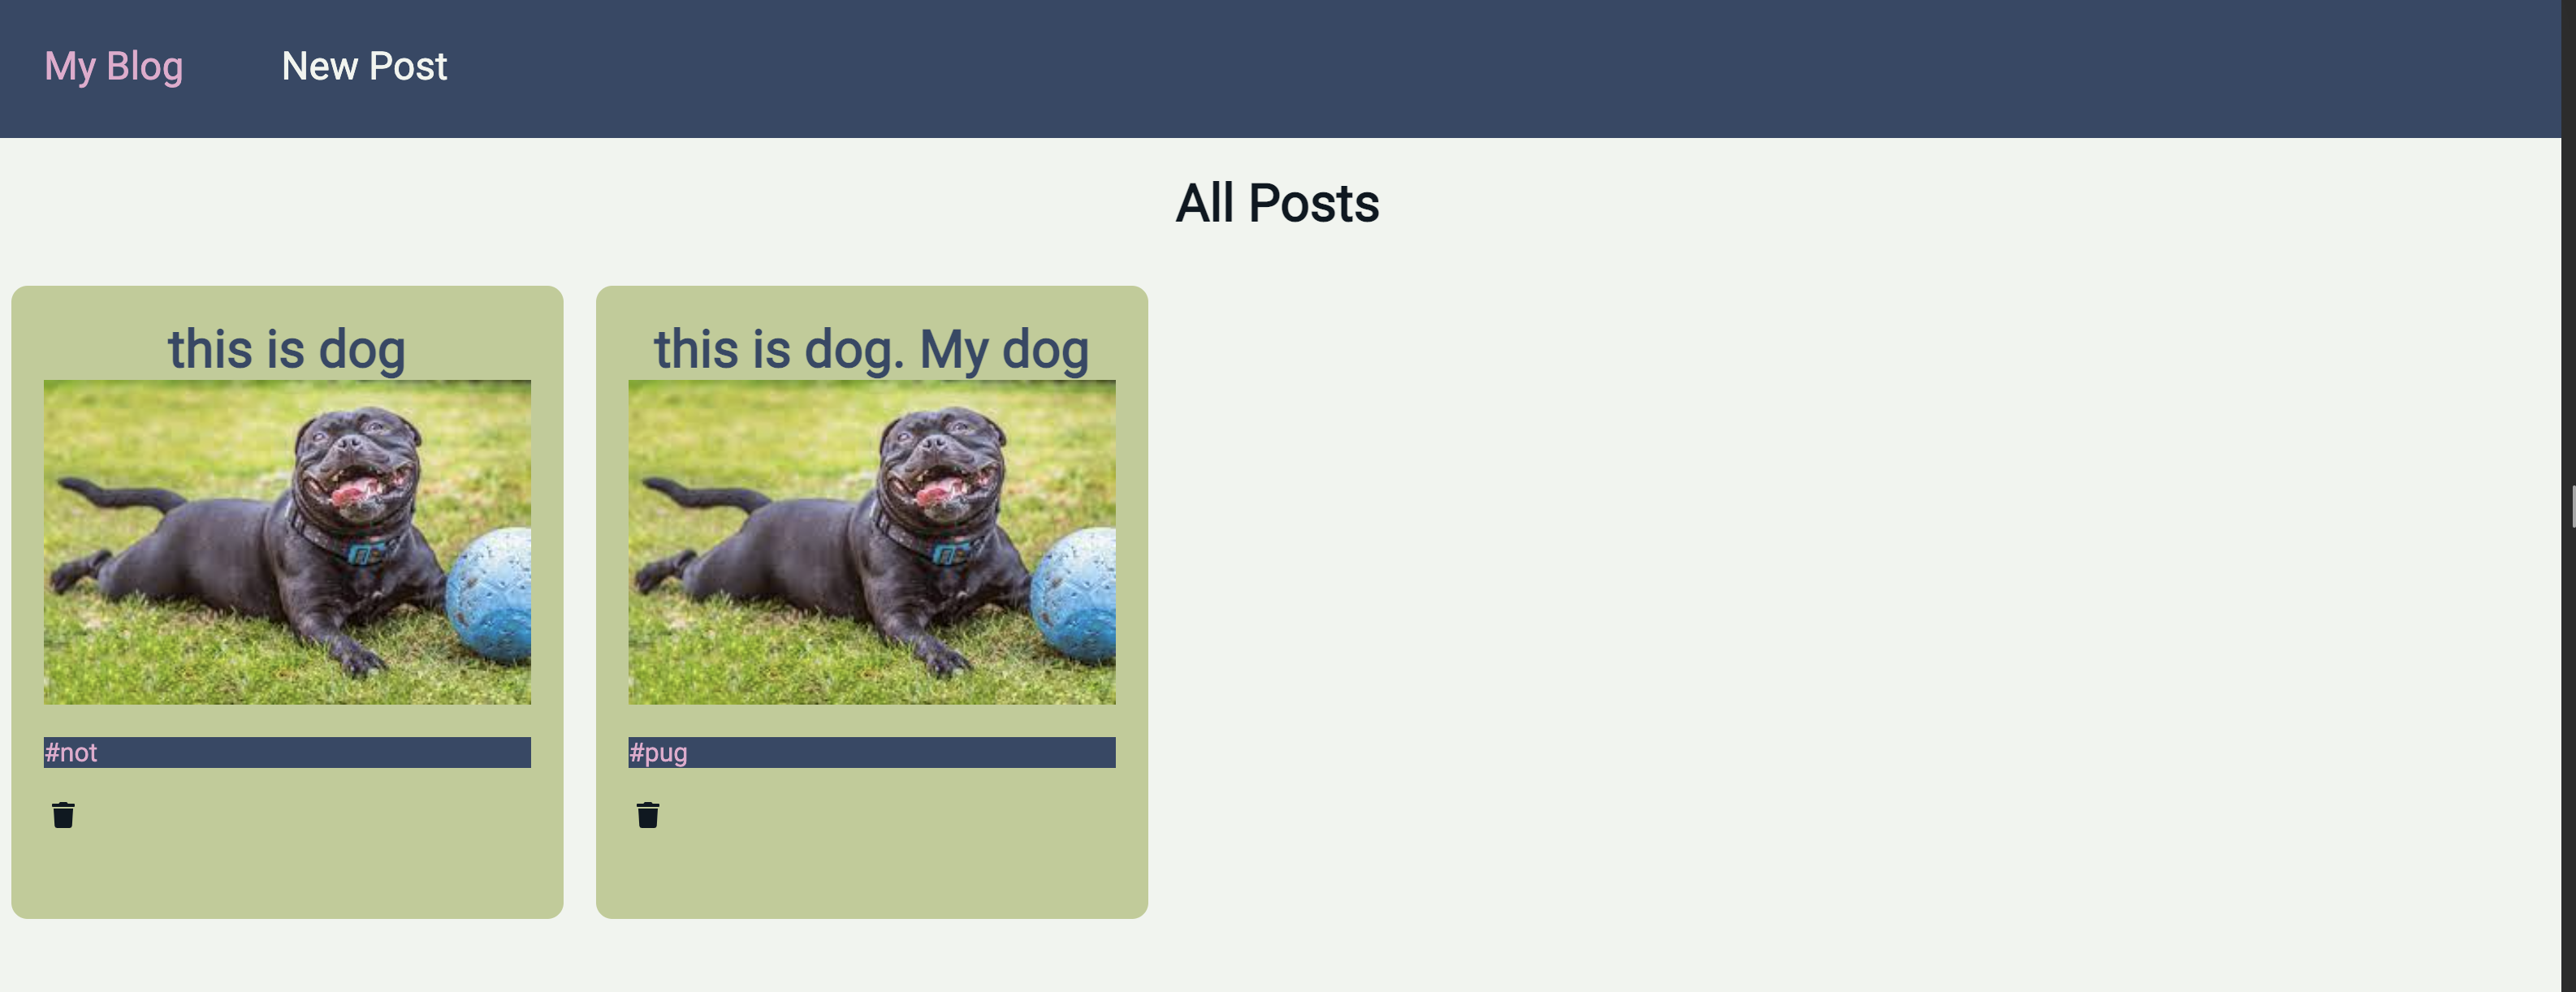 My Blog New Post
All Posts
this is dog
this is dog. My dog
#not
#pug